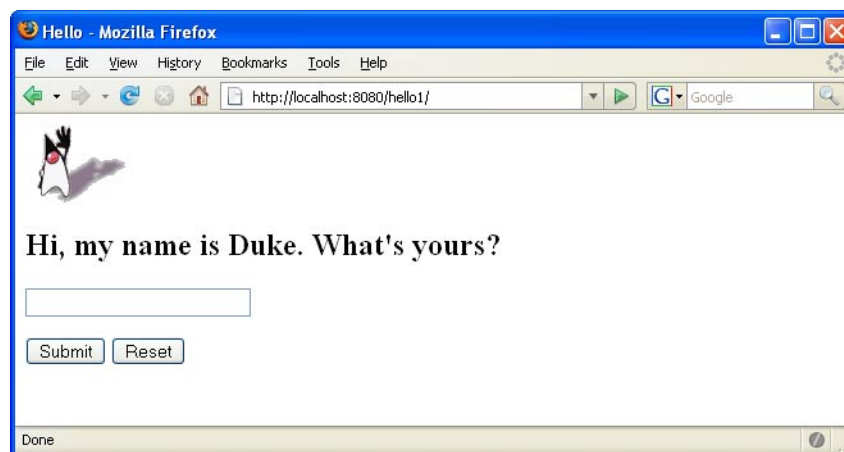 Hello - Mozilla Firefox
File Edit View History Bookmarks Tools Help
http://localhost:8080/hello1/ G Google
Hi, my name is Duke. What's yours?
Submit Reset
Done